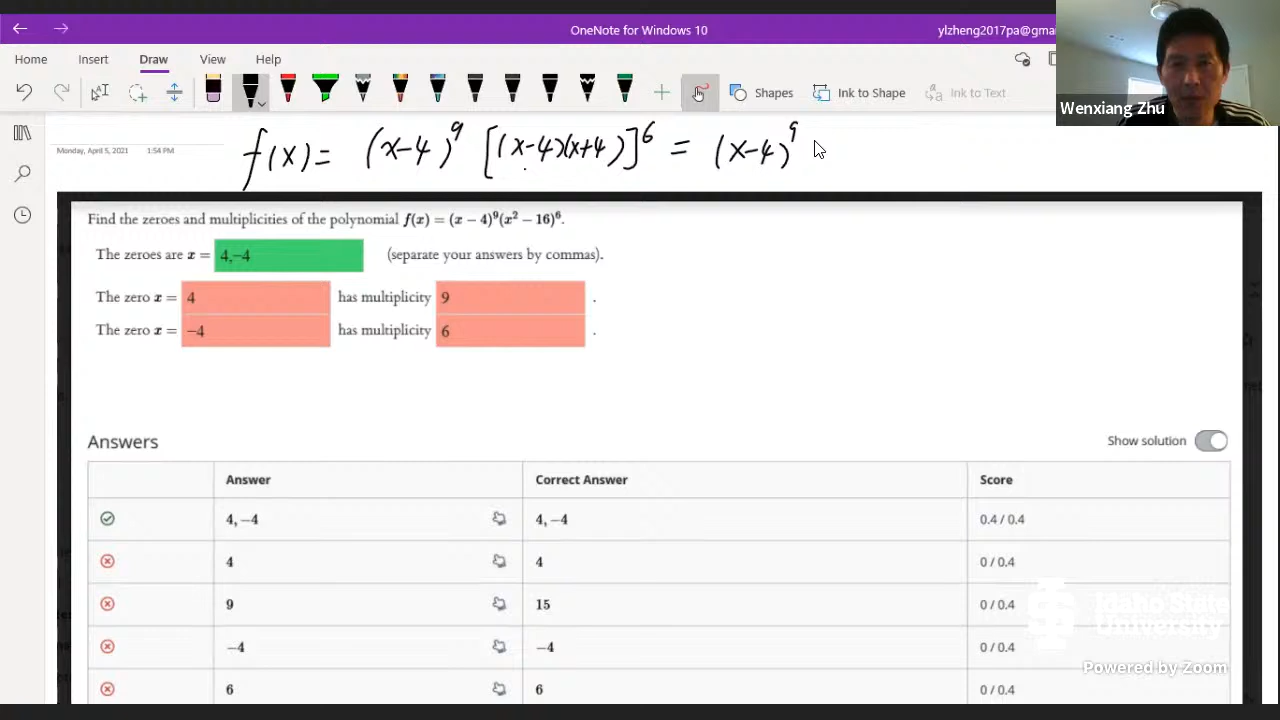 OneNote for Windows 10
ylzheng2017pa@gma
Home Insert Draw View Help
Shapes Ink to Shape Ink to Text
Wenxiang Zhu
Monday, April 5, 2021 1:54 PM
f(x) = (x-4)^9 [(x-4)(x+4)]^6 = (x-4)^9
Find the zeroes and multiplicities of the polynomial f(x) = (x − 4)^9(x^2 − 16)^6.
The zeroes are x = 4,−4 (separate your answers by commas).
The zero x = 4 has multiplicity 9 .
The zero x = −4 has multiplicity 6 .
Answers Show solution
Answer Correct Answer Score
4, −4 4, −4 0.4 / 0.4
4 4 0 / 0.4
9 15 0 / 0.4
−4 −4 0 / 0.4
6 6 0 / 0.4
Idaho State
University
Powered by Zoom